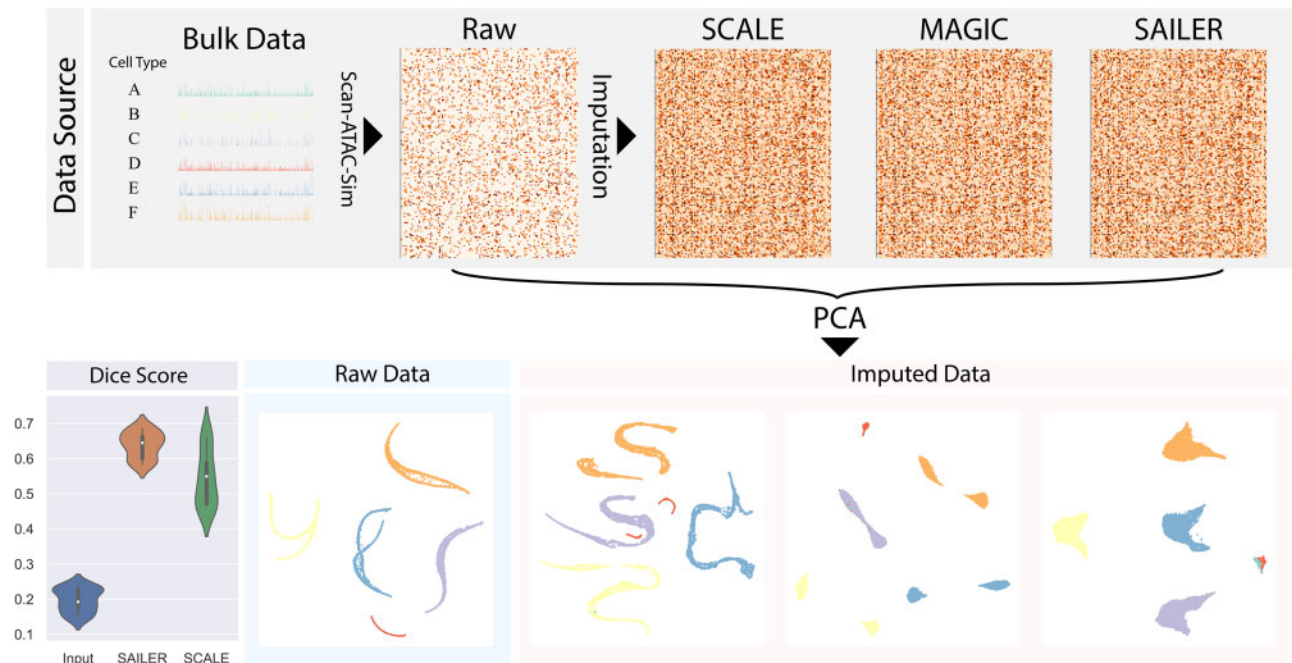 Data Source
Bulk Data
Cell Type
A
B
C
D
E
F
Scan-ATAC-Sim
Raw
Imputation
SCALE
MAGIC
SAILER
PCA
Dice Score
Raw Data
Imputed Data
0.7
0.6
0.5
0.4
0.3
0.2
0.1
Input SAILER SCALE